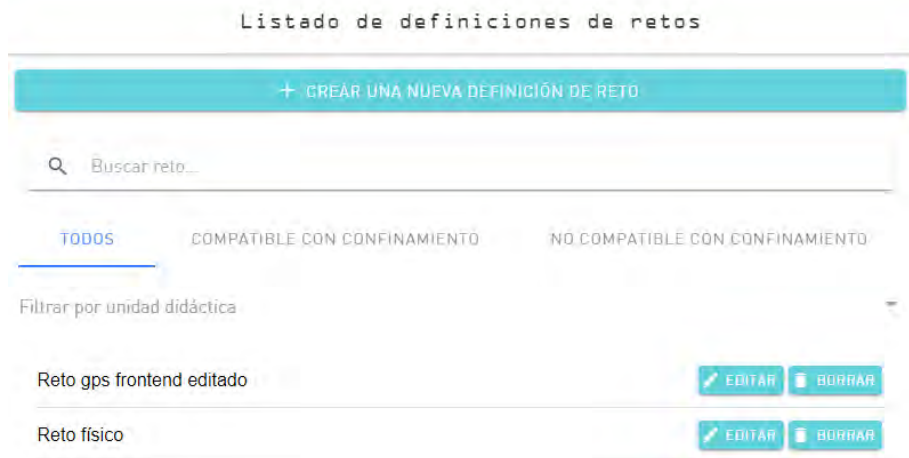 Listado de definiciones de retos
+ CREAR UNA NUEVA DEFINICIÓN DE RETO
Buscar reto...
TODOS COMPATIBLE CON CONFINAMIENTO NO COMPATIBLE CON CONFINAMIENTO
Filtrar por unidad didáctica
Reto gps frontend editado EDITAR BORRAR
Reto físico EDITAR BORRAR